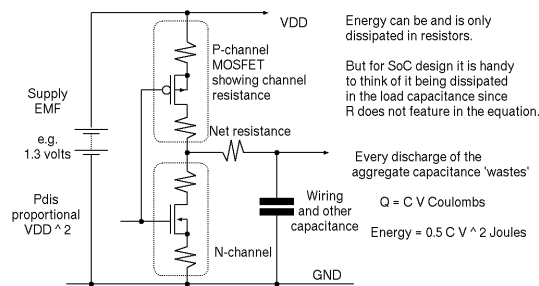 VDD
P-channel
MOSFET
showing channel
resistance
Supply
EMF
e.g.
1.3 volts
Net resistance
Pdis
proportional
VDD ^ 2
Wiring
and other
capacitance
N-channel
GND
Energy can be and is only
dissipated in resistors.
But for SoC design it is handy
to think of it being dissipated
in the load capacitance since
R does not feature in the equation.
Every discharge of the
aggregate capacitance 'wastes'
Q = C V Coulombs
Energy = 0.5 C V ^ 2 Joules